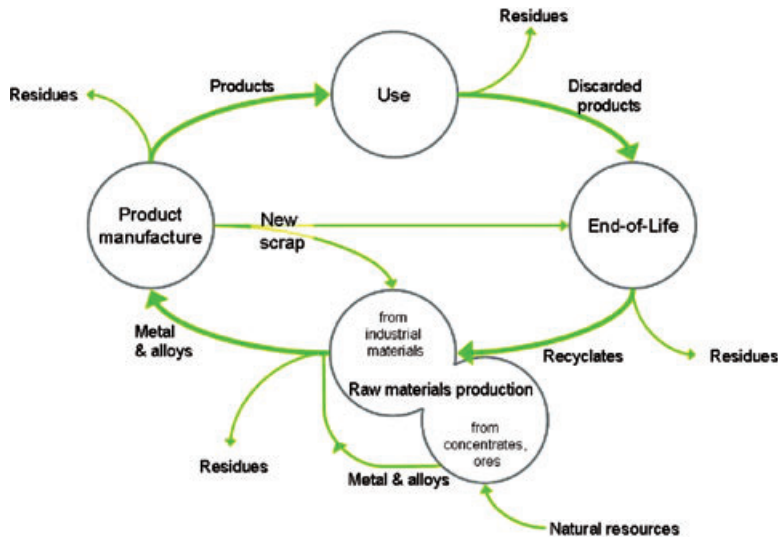 Residues
Products
Use
Discarded
products
Residues
Product
manufacture
New
scrap
End-of-Life
Metal
& alloys
from
industrial
materials
Recyclates
Residues
Raw materials production
from
concentrates,
ores
Residues
Metal & alloys
Natural resources